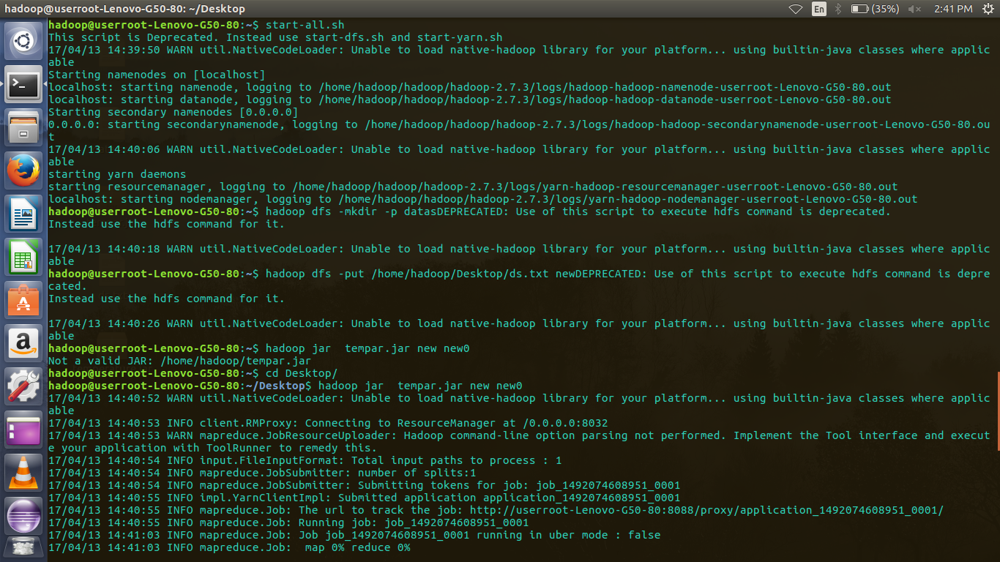 hadoop@userroot-Lenovo-G50-80: ~/Desktop En (35%) 2:41 PM
hadoop@userroot-Lenovo-G50-80:~$ start-all.sh
This script is Deprecated. Instead use start-dfs.sh and start-yarn.sh
17/04/13 14:39:50 WARN util.NativeCodeLoader: Unable to load native-hadoop library for your platform... using builtin-java classes where applic
able
Starting namenodes on [localhost]
localhost: starting namenode, logging to /home/hadoop/hadoop/hadoop-2.7.3/logs/hadoop-hadoop-namenode-userroot-Lenovo-G50-80.out
localhost: starting datanode, logging to /home/hadoop/hadoop/hadoop-2.7.3/logs/hadoop-hadoop-datanode-userroot-Lenovo-G50-80.out
Starting secondary namenodes [0.0.0.0]
0.0.0.0: starting secondarynamenode, logging to /home/hadoop/hadoop/hadoop-2.7.3/logs/hadoop-hadoop-secondarynamenode-userroot-Lenovo-G50-80.ou
t
17/04/13 14:40:06 WARN util.NativeCodeLoader: Unable to load native-hadoop library for your platform... using builtin-java classes where applic
able
starting yarn daemons
starting resourcemanager, logging to /home/hadoop/hadoop/hadoop-2.7.3/logs/yarn-hadoop-resourcemanager-userroot-Lenovo-G50-80.out
localhost: starting nodemanager, logging to /home/hadoop/hadoop/hadoop-2.7.3/logs/yarn-hadoop-nodemanager-userroot-Lenovo-G50-80.out
hadoop@userroot-Lenovo-G50-80:~$ hadoop dfs -mkdir -p datasDEPRECATED: Use of this script to execute hdfs command is deprecated.
Instead use the hdfs command for it.
17/04/13 14:40:18 WARN util.NativeCodeLoader: Unable to load native-hadoop library for your platform... using builtin-java classes where applic
able
hadoop@userroot-Lenovo-G50-80:~$ hadoop dfs -put /home/hadoop/Desktop/ds.txt newDEPRECATED: Use of this script to execute hdfs command is depre
cated.
Instead use the hdfs command for it.
17/04/13 14:40:26 WARN util.NativeCodeLoader: Unable to load native-hadoop library for your platform... using builtin-java classes where applic
able
hadoop@userroot-Lenovo-G50-80:~$ hadoop jar  tempar.jar new new0
Not a valid JAR: /home/hadoop/tempar.jar
hadoop@userroot-Lenovo-G50-80:~$ cd Desktop/
hadoop@userroot-Lenovo-G50-80:~/Desktop$ hadoop jar  tempar.jar new new0
17/04/13 14:40:52 WARN util.NativeCodeLoader: Unable to load native-hadoop library for your platform... using builtin-java classes where applic
able
17/04/13 14:40:53 INFO client.RMProxy: Connecting to ResourceManager at /0.0.0.0:8032
17/04/13 14:40:53 WARN mapreduce.JobResourceUploader: Hadoop command-line option parsing not performed. Implement the Tool interface and execut
e your application with ToolRunner to remedy this.
17/04/13 14:40:54 INFO input.FileInputFormat: Total input paths to process : 1
17/04/13 14:40:54 INFO mapreduce.JobSubmitter: number of splits:1
17/04/13 14:40:54 INFO mapreduce.JobSubmitter: Submitting tokens for job: job_1492074608951_0001
17/04/13 14:40:55 INFO impl.YarnClientImpl: Submitted application application_1492074608951_0001
17/04/13 14:40:55 INFO mapreduce.Job: The url to track the job: http://userroot-Lenovo-G50-80:8088/proxy/application_1492074608951_0001/
17/04/13 14:40:55 INFO mapreduce.Job: Running job: job_1492074608951_0001
17/04/13 14:41:03 INFO mapreduce.Job: Job job_1492074608951_0001 running in uber mode : false
17/04/13 14:41:03 INFO mapreduce.Job:  map 0% reduce 0%